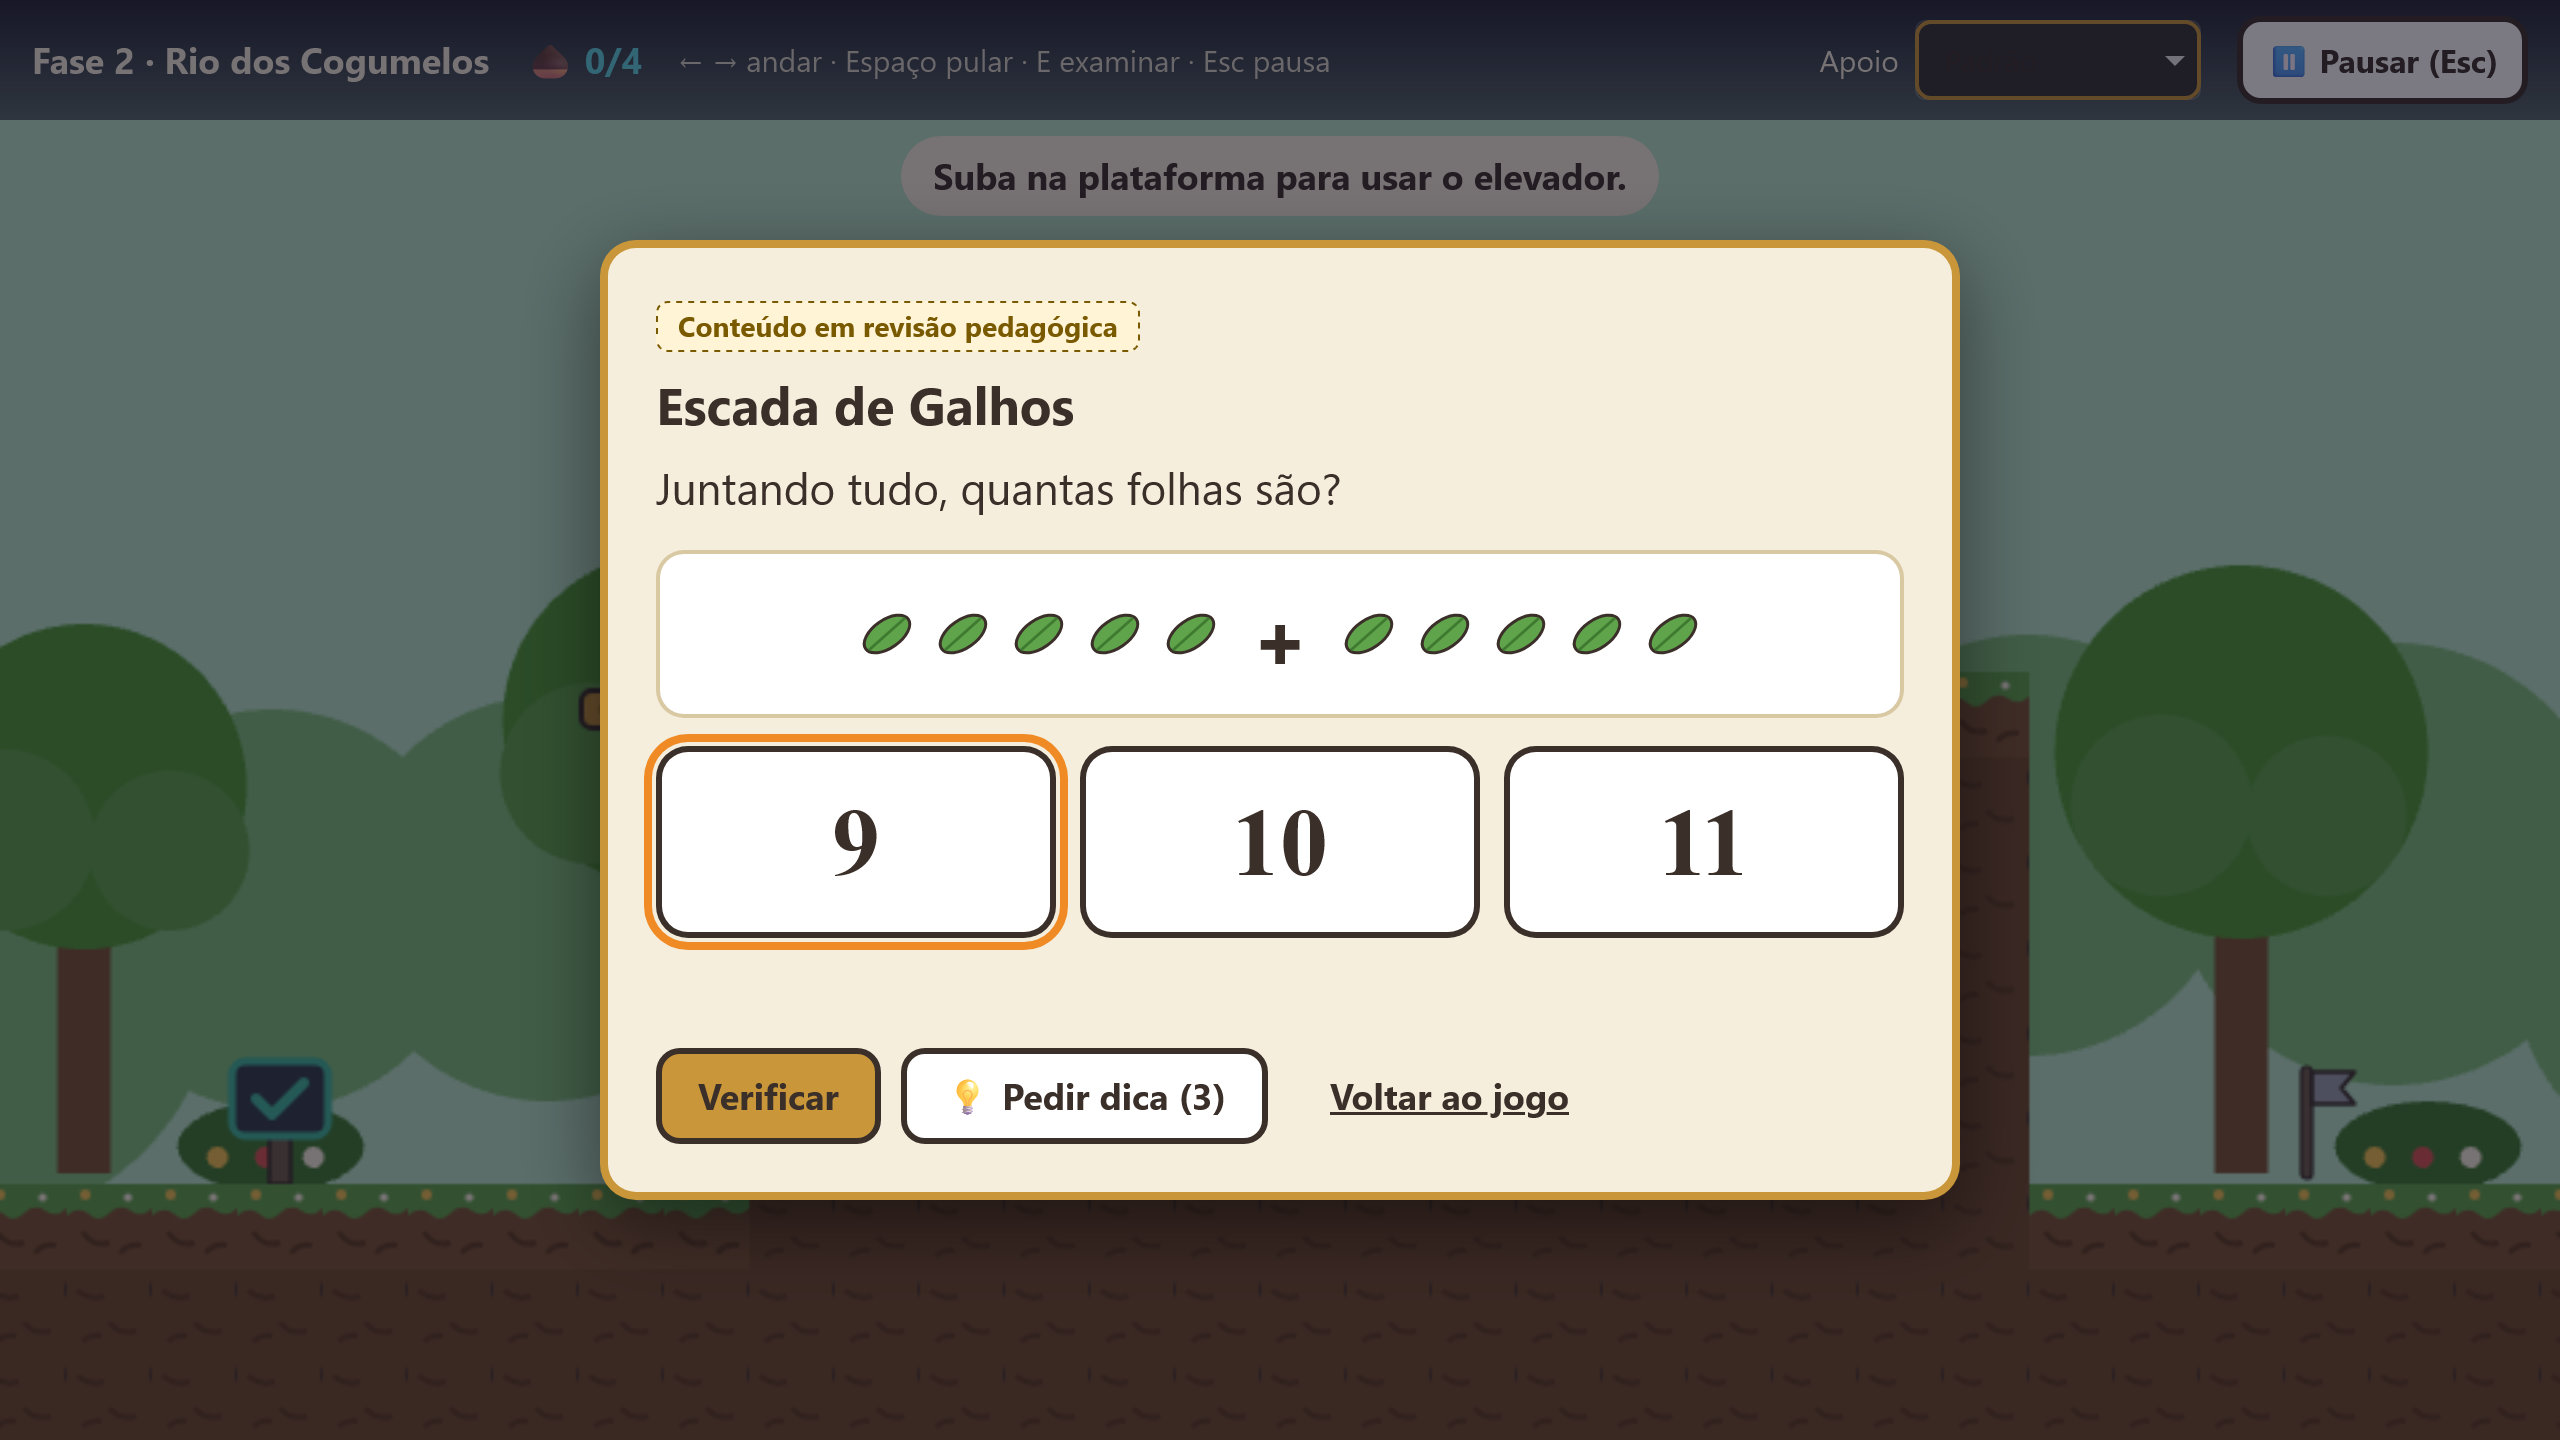 Fase 2 · Rio dos Cogumelos 0/4 ← → andar · Espaço pular · E examinar · Esc pausa Apoio Pausar (Esc)
Suba na plataforma para usar o elevador.
Conteúdo em revisão pedagógica
Escada de Galhos
Juntando tudo, quantas folhas são?
+
9 10 11
Verificar Pedir dica (3) Voltar ao jogo